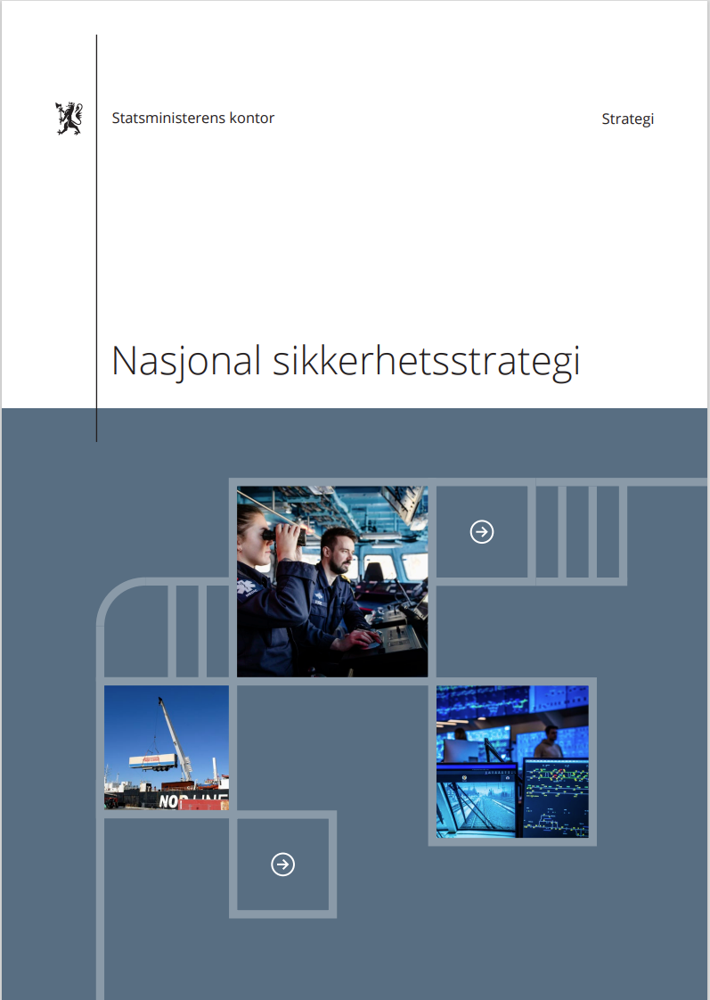 Statsministerens kontor
Strategi
Nasjonal sikkerhetsstrategi